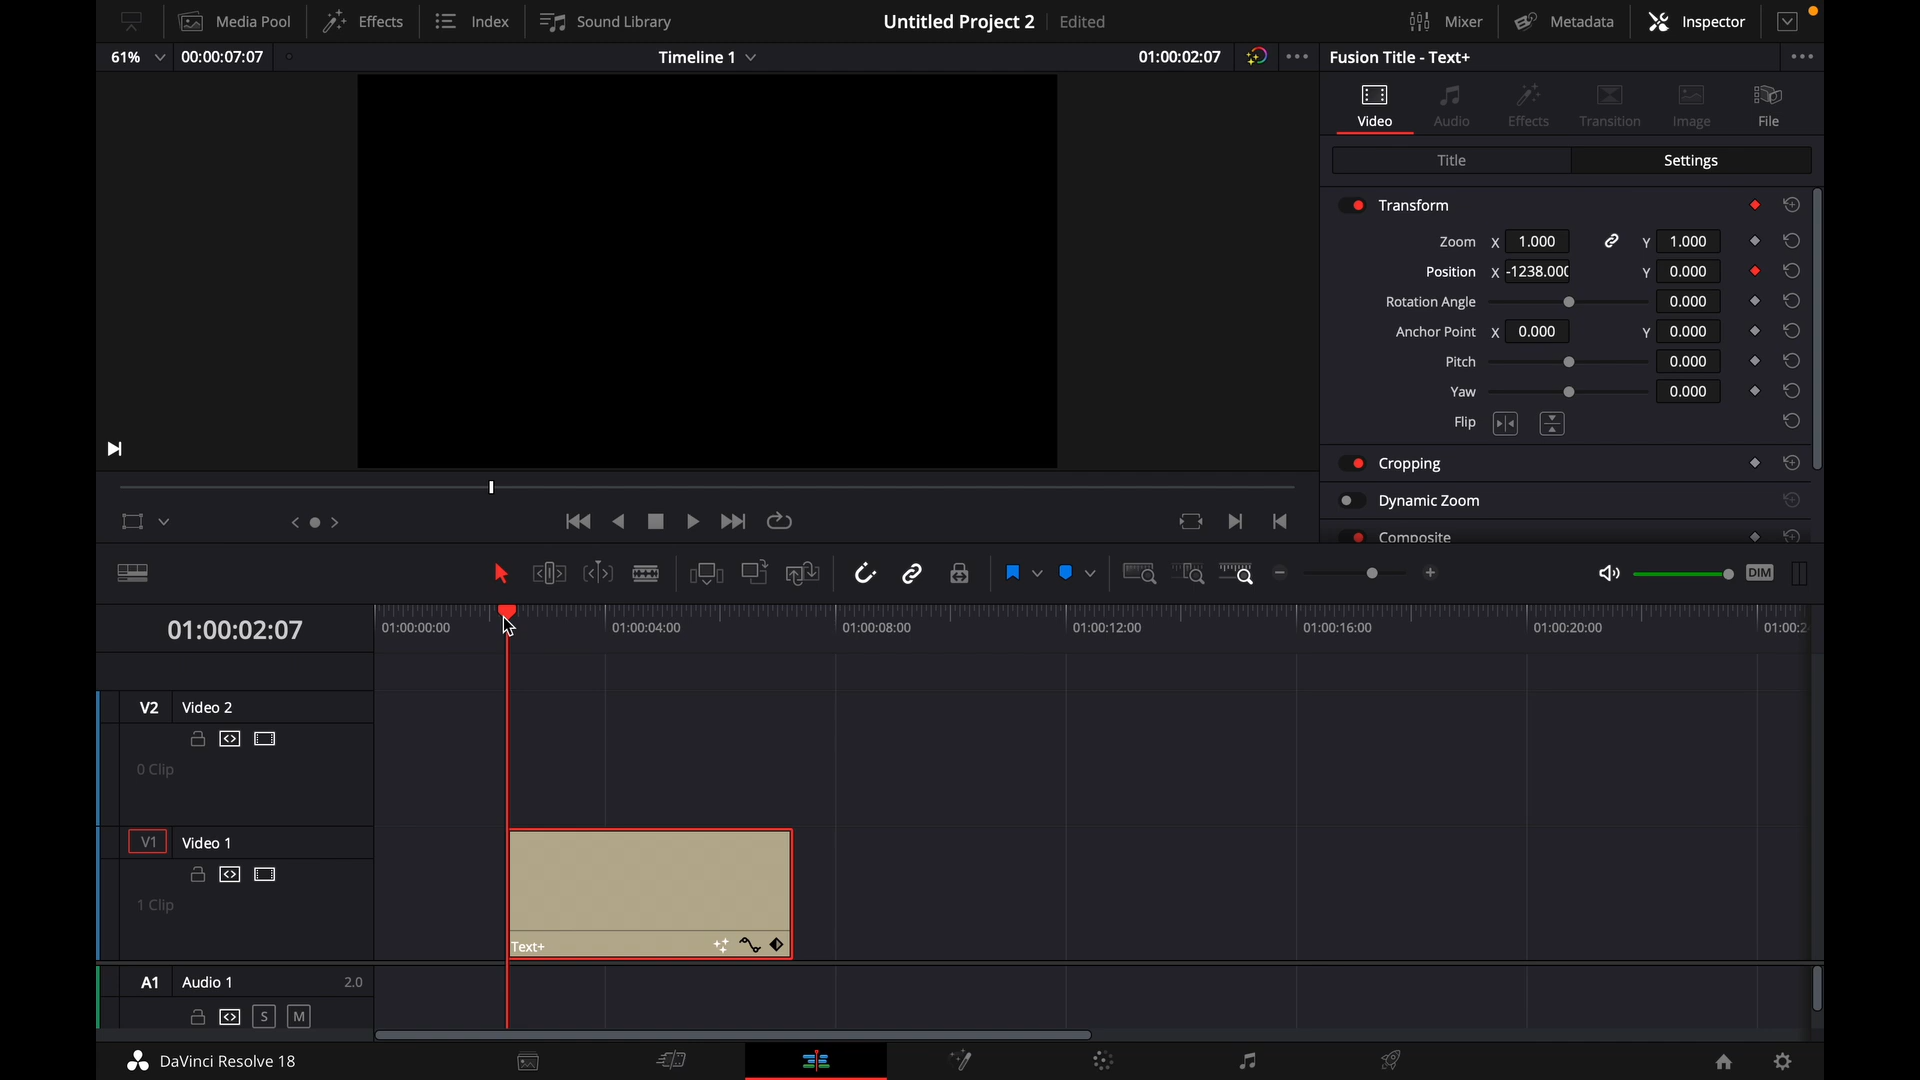 Media Pool Effects Index Sound Library Untitled Project 2 Edited Mixer Metadata Inspector
61% 00:00:07:07 Timeline 1 01:00:02:07 Fusion Title - Text+
Video Audio Effects Transition Image File
Title Settings
Transform
Zoom X 1.000 Y 1.000
Position X -1238.000 Y 0.000
Rotation Angle 0.000
Anchor Point X 0.000 Y 0.000
Pitch 0.000
Yaw 0.000
Flip
Cropping
Dynamic Zoom
Composite
DIM
01:00:02:07 01:00:00:00 01:00:04:00 01:00:08:00 01:00:12:00 01:00:16:00 01:00:20:00 01:00:2
V2 Video 2
0 Clip
V1 Video 1
1 Clip
Text+
A1 Audio 1 2.0
S M
DaVinci Resolve 18